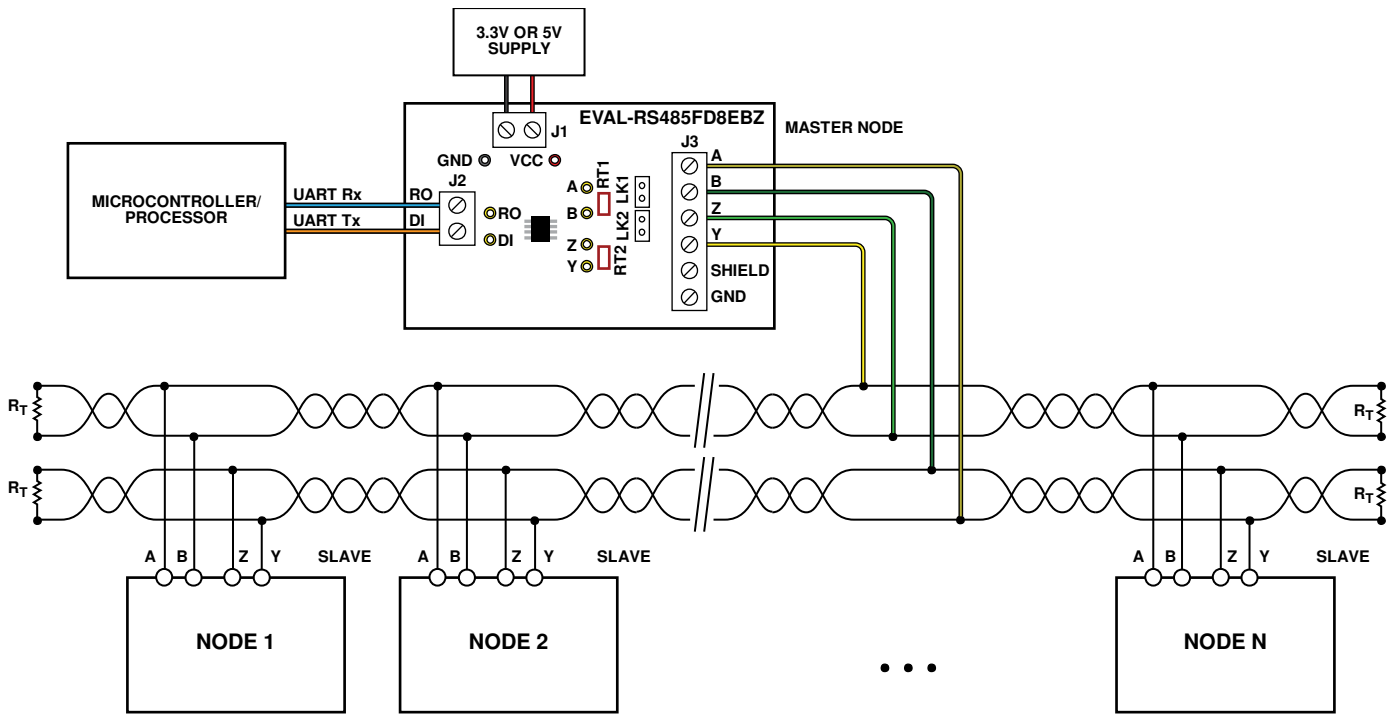 3.3V OR 5V
SUPPLY
EVAL-RS485FD8EBZ
MASTER NODE
J1
J3
GND
VCC
A
RT1
LK1
A
B
MICROCONTROLLER/
PROCESSOR
UART Rx
RO
J2
RO
B
LK2
Z
UART Tx
DI
DI
Z
Y
RT2
Y
SHIELD
GND
RT
RT
RT
RT
A B Z Y SLAVE
A B Z Y SLAVE
A B Z Y SLAVE
NODE 1
NODE 2
NODE N
• • •